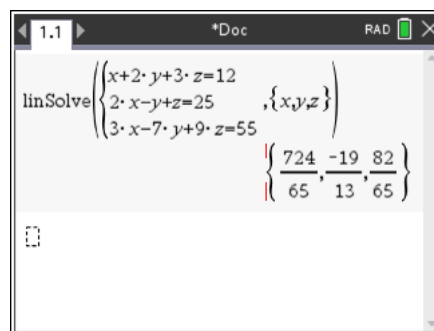 1.1 *Doc RAD
x+2·y+3·z=12
linSolve({2·x−y+z=25 ,{x,y,z})
3·x−7·y+9·z=55
{724/65, −19/13, 82/65}